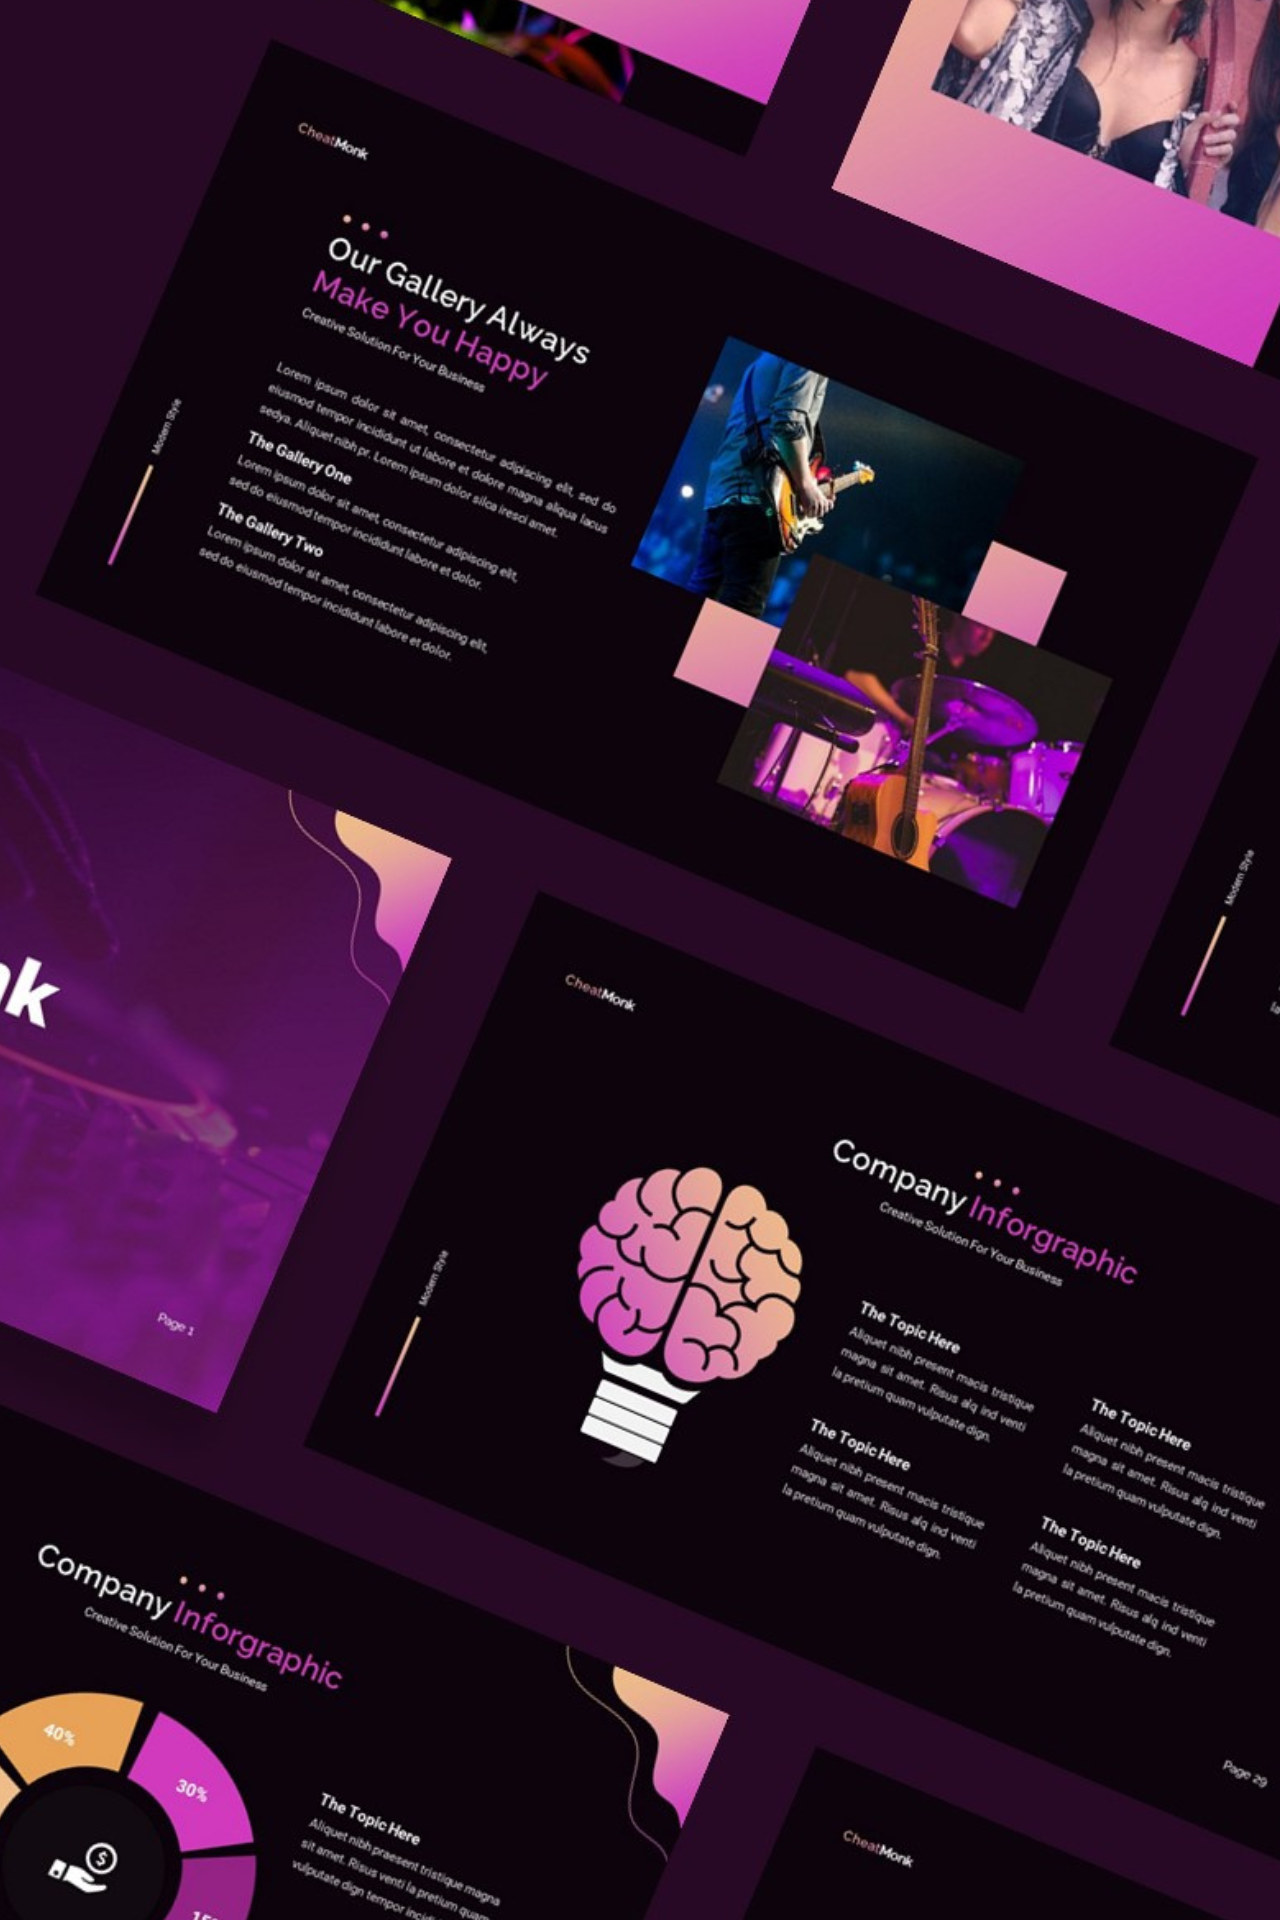 CheatMonk
Our Gallery Always
Make You Happy
Creative Solution For Your Business
Lorem ipsum dolor sit amet, consectetur adipiscing elit, sed do
eiusmod tempor incididunt ut labore et dolore magna aliqua lacus
sedya. Aliquet nibh pr. Lorem ipsum dolor silca iresci amet.
The Gallery One
Lorem ipsum dolor sit amet, consectetur adipiscing elit,
sed do eiusmod tempor incididunt labore et dolor.
The Gallery Two
Lorem ipsum dolor sit amet, consectetur adipiscing elit,
sed do eiusmod tempor incididunt labore et dolor.
Modern Style
Modern Style
nk
Page 1
CheatMonk
Company Inforgraphic
Creative Solution For Your Business
Modern Style
The Topic Here
Aliquet nibh present macis tristique
magna sit amet. Risus alq ind venti
la pretium quam vulputate dign.
The Topic Here
Aliquet nibh present macis tristique
magna sit amet. Risus alq ind venti
la pretium quam vulputate dign.
The Topic Here
Aliquet nibh present macis tristique
magna sit amet. Risus alq ind venti
la pretium quam vulputate dign.
The Topic Here
Aliquet nibh present macis tristique
magna sit amet. Risus alq ind venti
la pretium quam vulputate dign.
Page 29
Company Inforgraphic
Creative Solution For Your Business
40%
30%
The Topic Here
Aliquet nibh praesent tristique magna
sit amet. Risus venti la pretium quam
vulputate dign tempor
CheatMonk